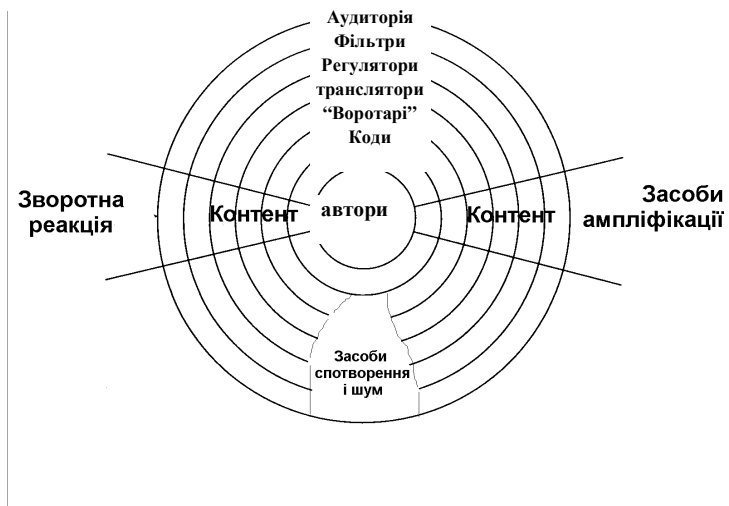 Аудиторія
Фільтри
Регулятори
транслятори
“Воротарі”
Коди
Зворотна
реакція
Контент
автори
Контент
Засоби
ампліфікації
Засоби
спотворення
і шум